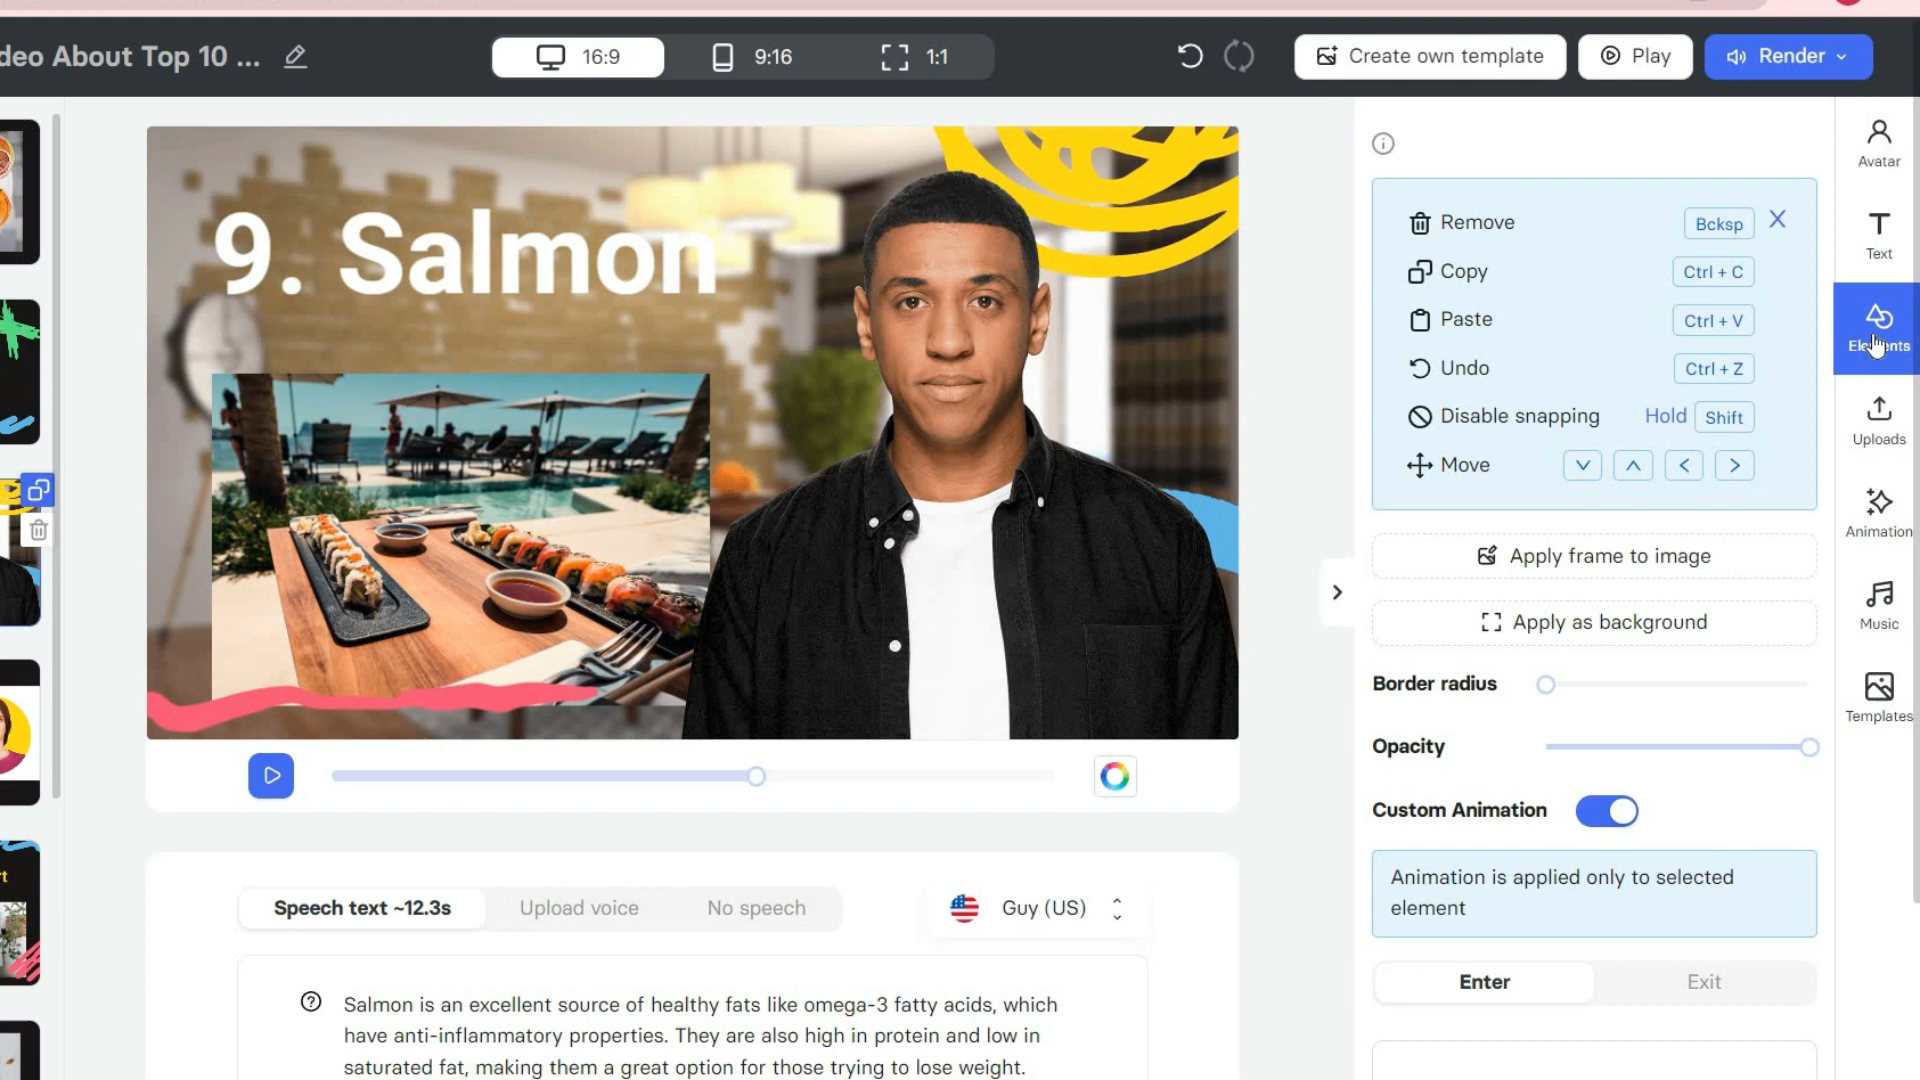 deo About Top 10 ...
16:9
9:16
1:1
Create own template
Play
Render
9. Salmon
Remove
Bcksp
X
Copy
Ctrl + C
Paste
Ctrl + V
Undo
Ctrl + Z
Disable snapping
Hold
Shift
Move
Apply frame to image
Apply as background
Border radius
Opacity
Custom Animation
Animation is applied only to selected
element
Enter
Exit
Avatar
Text
Elements
Uploads
Animation
Music
Templates
Speech text ~12.3s
Upload voice
No speech
Guy (US)
Salmon is an excellent source of healthy fats like omega-3 fatty acids, which
have anti-inflammatory properties. They are also high in protein and low in
saturated fat, making them a great option for those trying to lose weight.